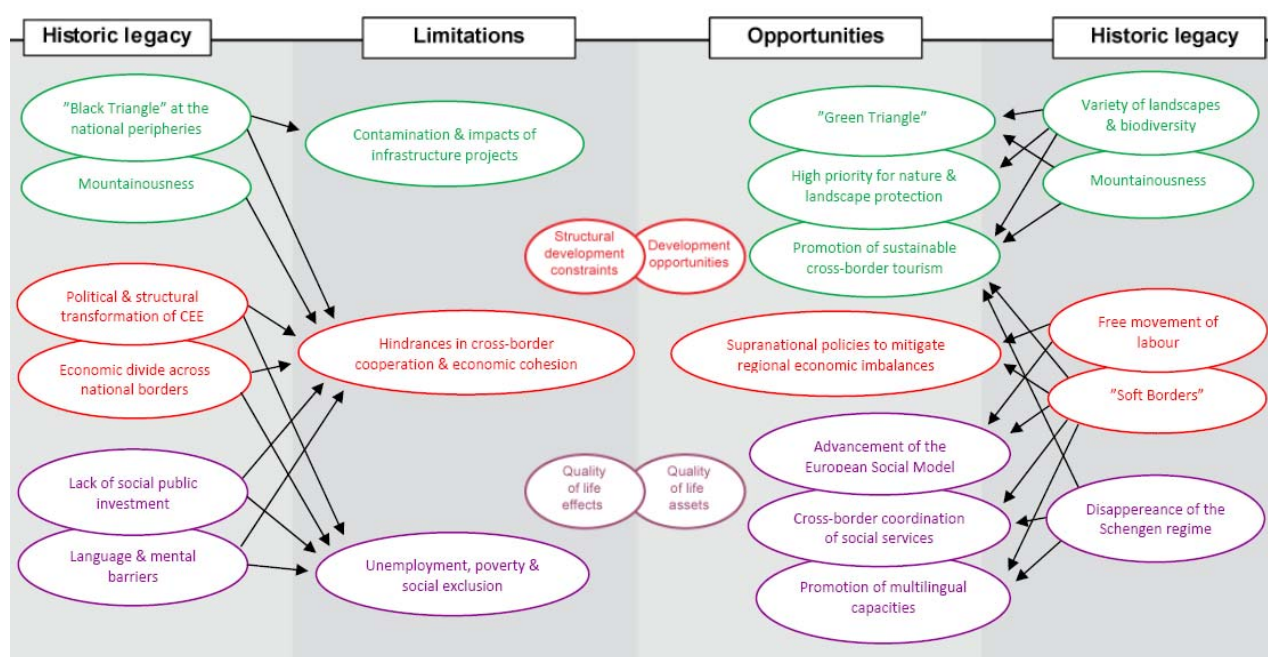 Historic legacy
Limitations
Opportunities
Historic legacy
"Black Triangle" at the
national peripheries
Mountainousness
Contamination & impacts of
infrastructure projects
"Green Triangle"
High priority for nature &
landscape protection
Promotion of sustainable
cross-border tourism
Variety of landscapes
& biodiversity
Mountainousness
Structural
development
constraints
Development
opportunities
Political & structural
transformation of CEE
Economic divide across
national borders
Hindrances in cross-border
cooperation & economic cohesion
Supranational policies to mitigate
regional economic imbalances
Free movement of
labour
"Soft Borders"
Lack of social public
investment
Language & mental
barriers
Quality
of life
effects
Quality
of life
assets
Unemployment, poverty &
social exclusion
Advancement of the
European Social Model
Cross-border coordination
of social services
Promotion of multilingual
capacities
Disappereance of the
Schengen regime